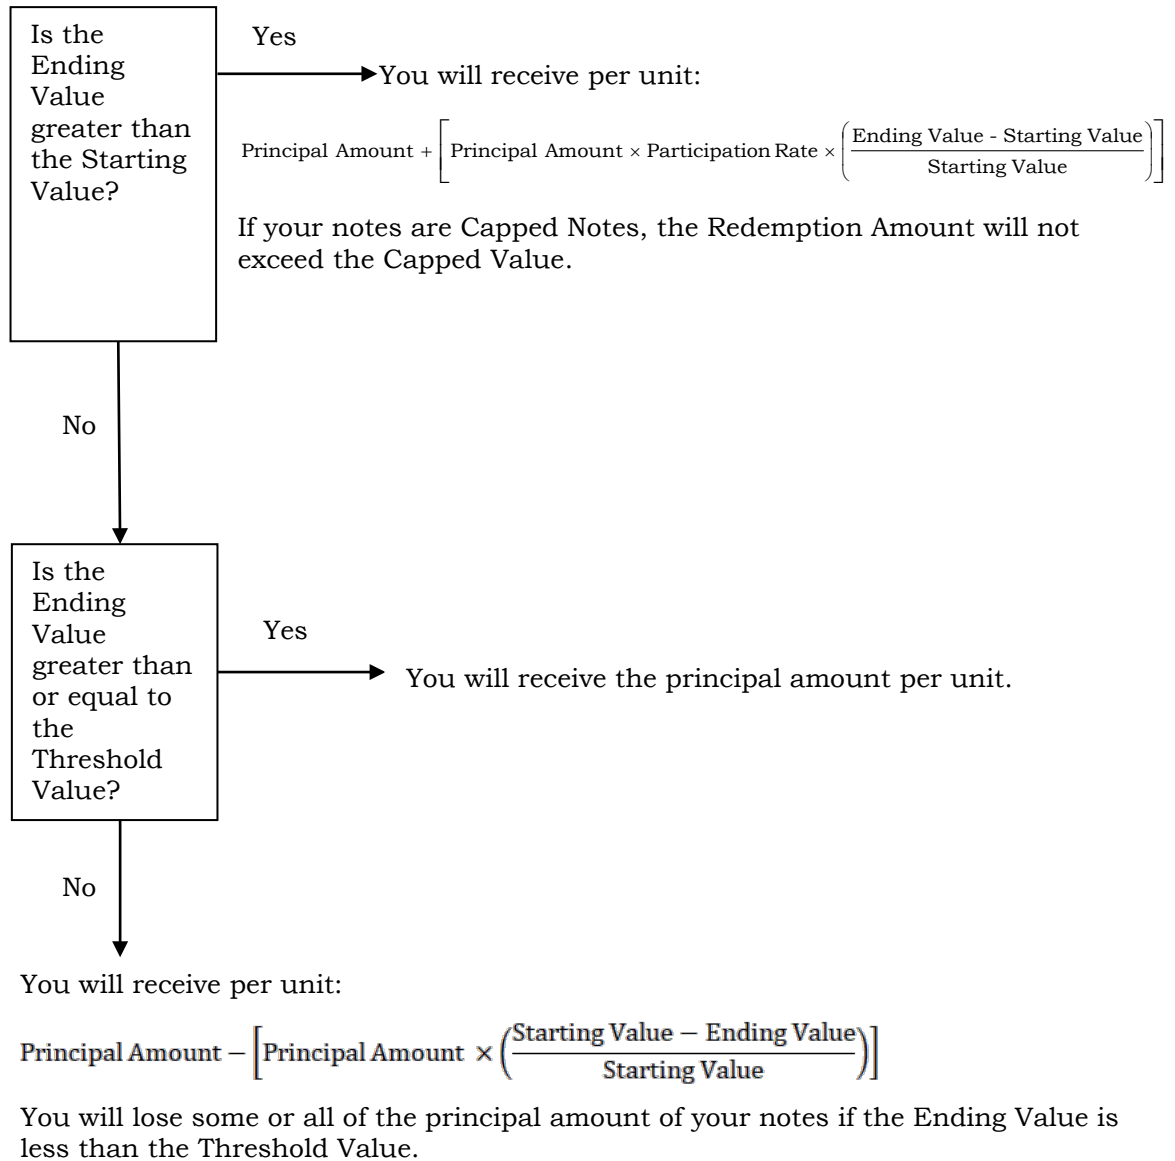 Is the
Ending
Value
greater than
the Starting
Value?
Yes
You will receive per unit:
Principal Amount + [Principal Amount × Participation Rate × (Ending Value - Starting Value / Starting Value)]
If your notes are Capped Notes, the Redemption Amount will not
exceed the Capped Value.
No
Is the
Ending
Value
greater than
or equal to
the
Threshold
Value?
Yes
You will receive the principal amount per unit.
No
You will receive per unit:
Principal Amount − [Principal Amount × (Starting Value − Ending Value / Starting Value)]
You will lose some or all of the principal amount of your notes if the Ending Value is
less than the Threshold Value.